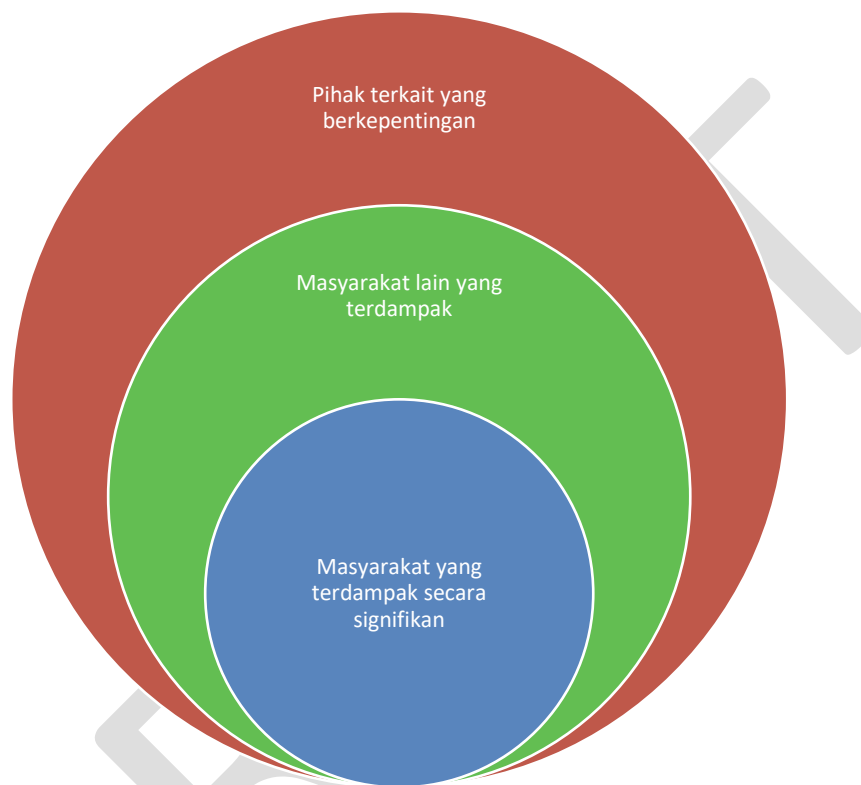 Pihak terkait yang
berkepentingan
Masyarakat lain yang
terdampak
Masyarakat yang
terdampak secara
signifikan